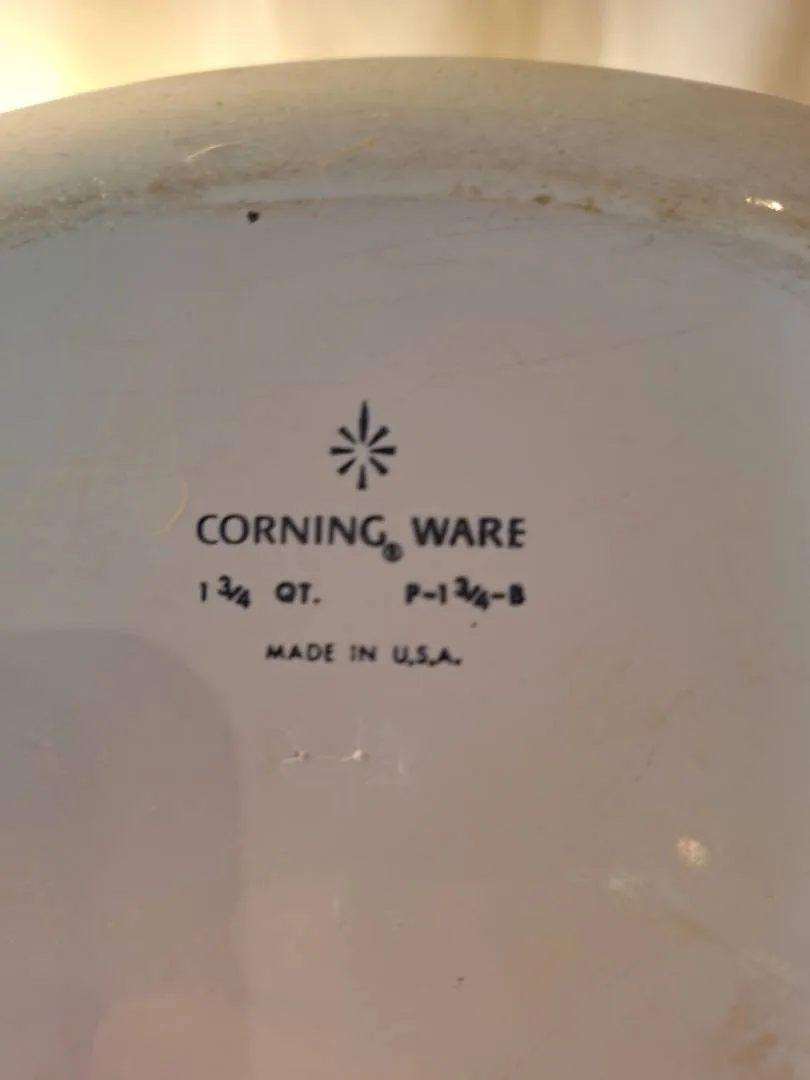 CORNING® WARE
1 3/4 QT. P-1 3/4-B
MADE IN U.S.A.